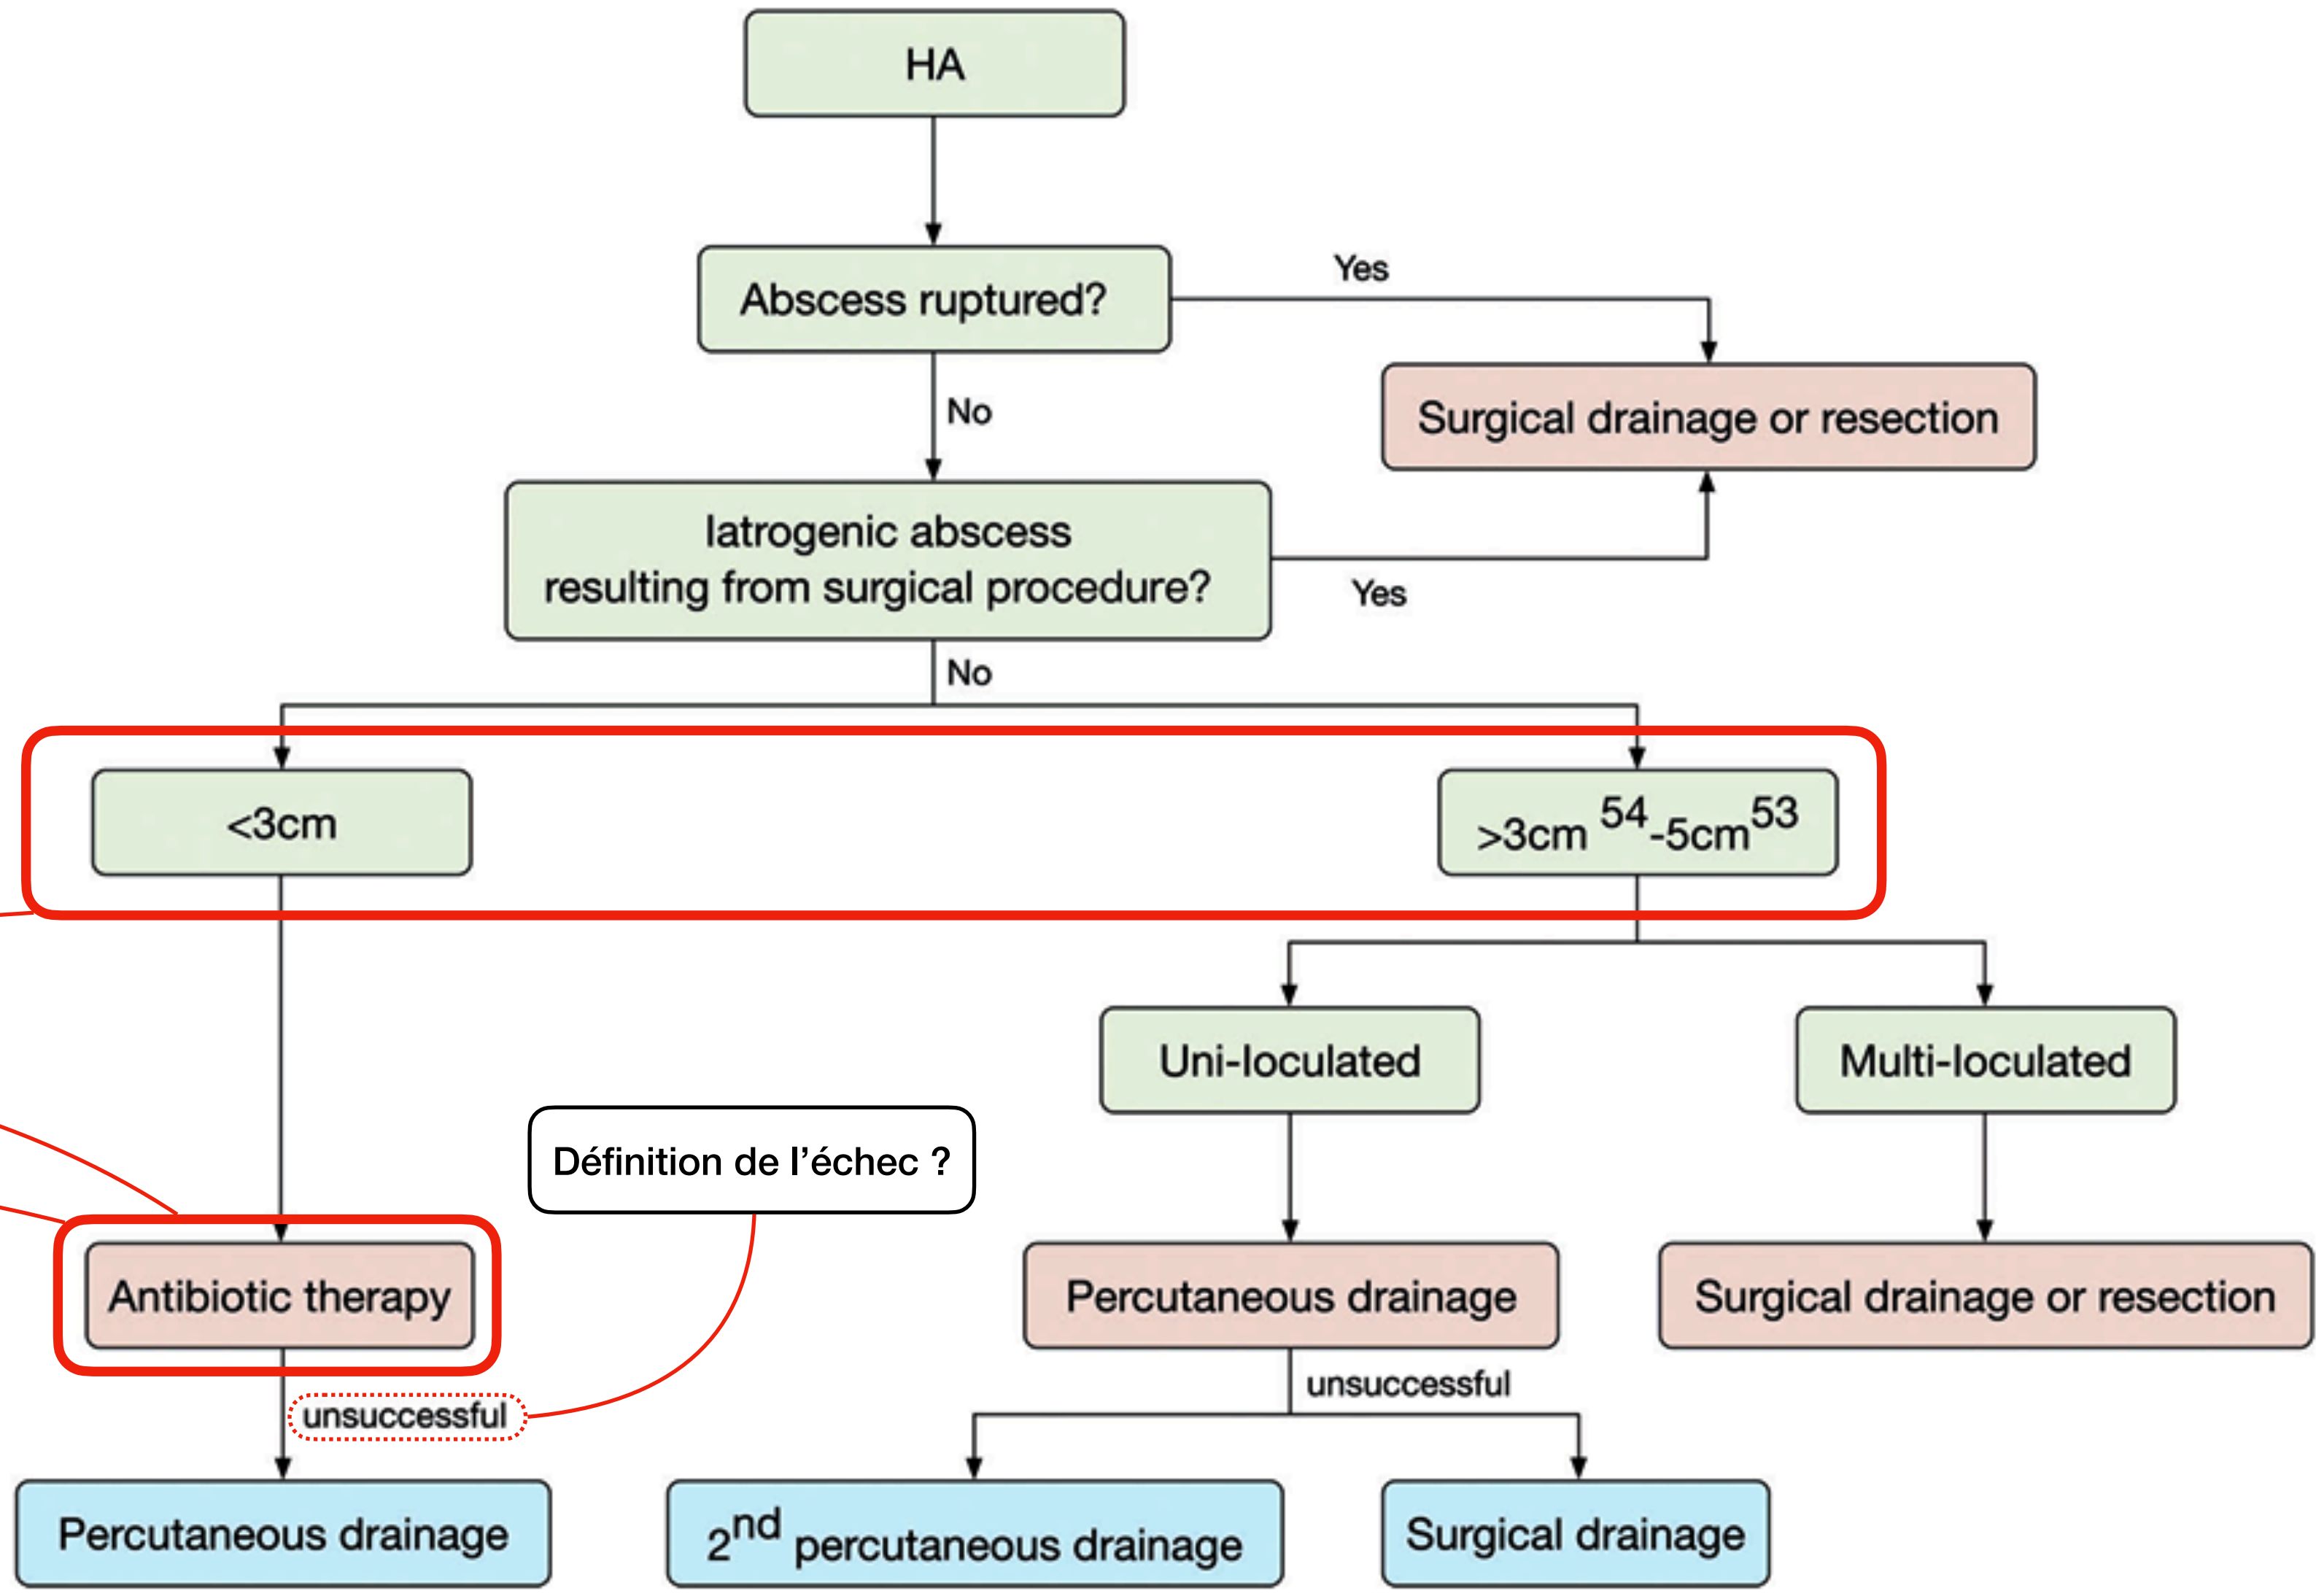 HA
Abscess ruptured?
Yes
No
Surgical drainage or resection
Iatrogenic abscess
resulting from surgical procedure?
Yes
No
<3cm
>3cm 54-5cm53
Uni-loculated
Multi-loculated
Définition de l’échec ?
Antibiotic therapy
Percutaneous drainage
Surgical drainage or resection
unsuccessful
unsuccessful
Percutaneous drainage
2nd percutaneous drainage
Surgical drainage